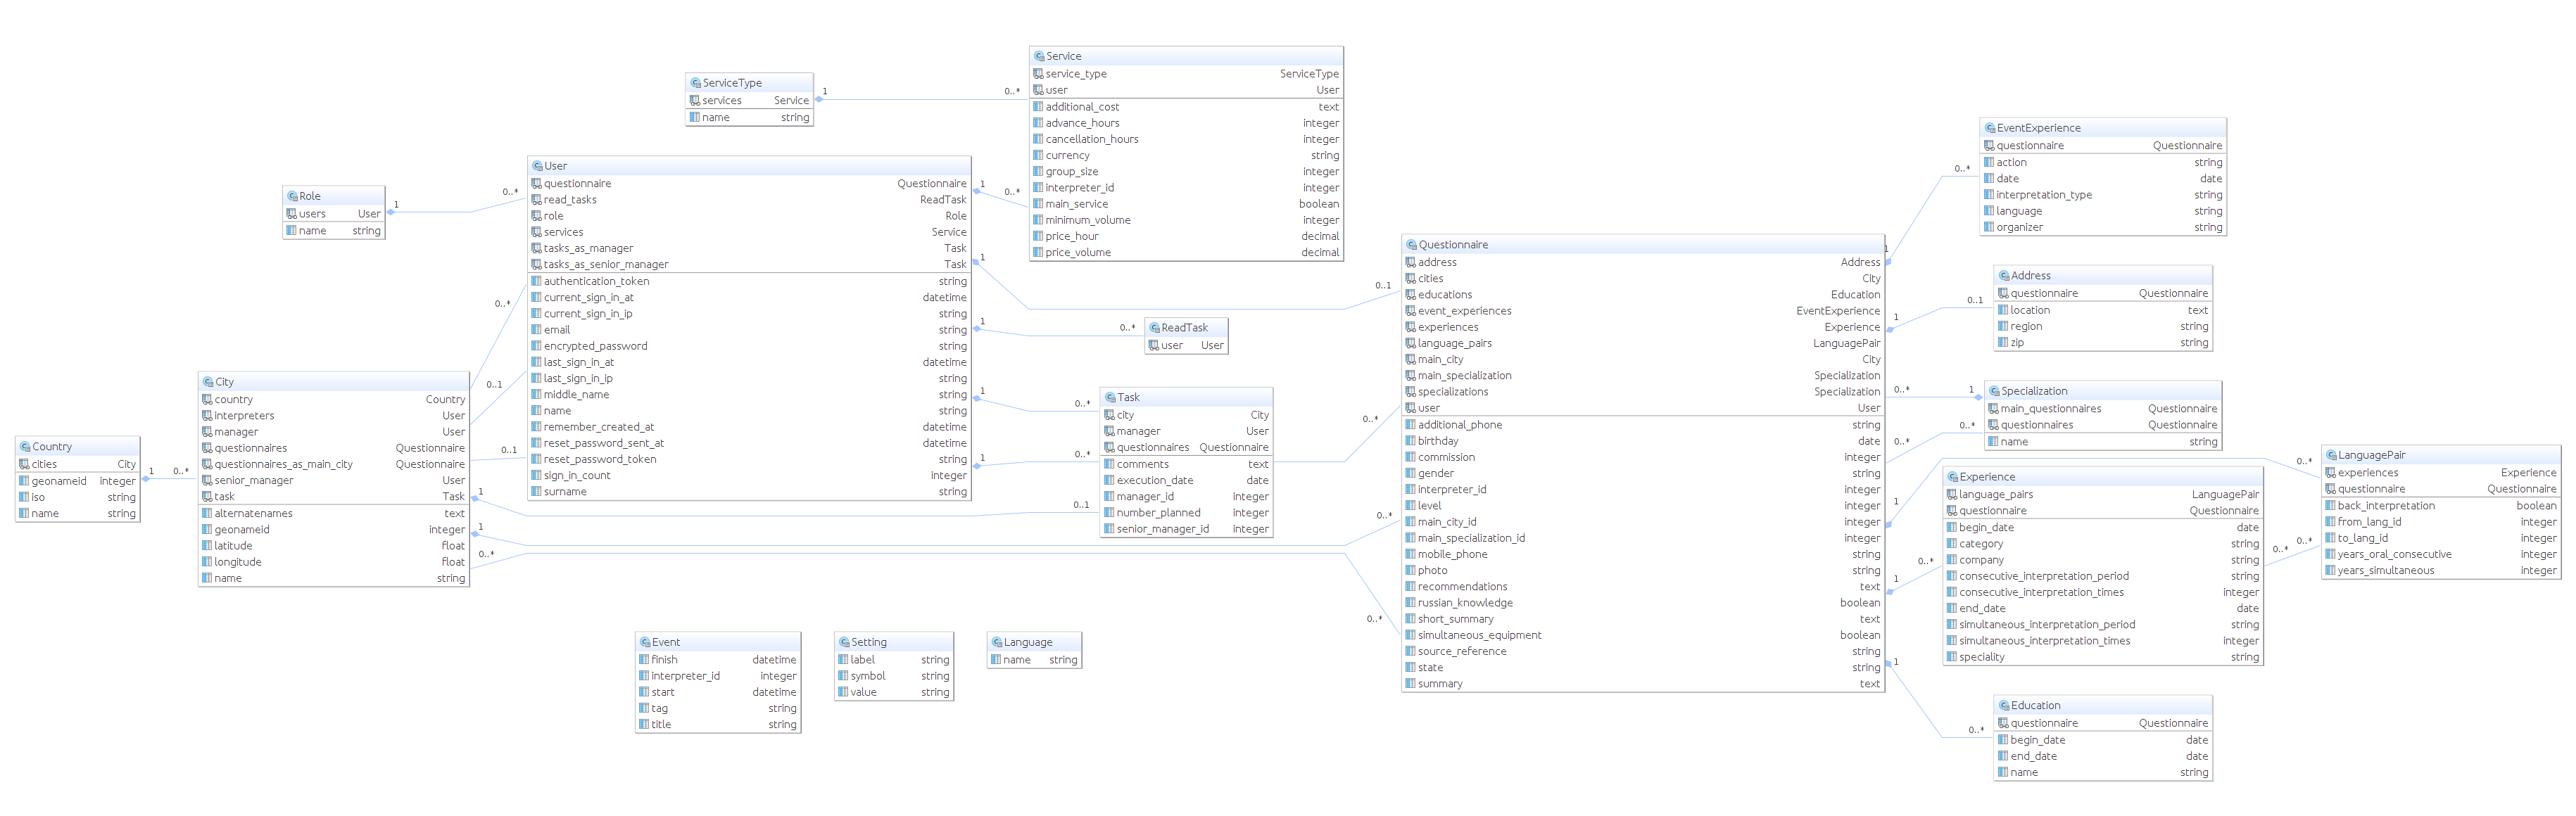 ServiceType
services Service
name string
1
0..*
Service
service_type ServiceType
user User
additional_cost text
advance_hours integer
cancellation_hours integer
currency string
group_size integer
interpreter_id integer
main_service boolean
minimum_volume integer
price_hour decimal
price_volume decimal
Role
users User
name string
1
0..*
User
questionnaire Questionnaire
read_tasks ReadTask
role Role
services Service
tasks_as_manager Task
tasks_as_senior_manager Task
authentication_token string
current_sign_in_at datetime
current_sign_in_ip string
email string
encrypted_password string
last_sign_in_at datetime
last_sign_in_ip string
middle_name string
name string
remember_created_at datetime
reset_password_sent_at datetime
reset_password_token string
sign_in_count integer
surname string
1
0..*
1
0..1
1
0..*
1
0..*
1
0..*
0..*
0..1
0..1
ReadTask
user User
Task
city City
manager User
questionnaires Questionnaire
comments text
execution_date date
manager_id integer
number_planned integer
senior_manager_id integer
0..*
Country
cities City
geonameid integer
iso string
name string
1
0..*
City
country Country
interpreters User
manager User
questionnaires Questionnaire
questionnaires_as_main_city Questionnaire
senior_manager User
task Task
alternatenames text
geonameid integer
latitude float
longitude float
name string
1
0..1
1
0..*
0..*
0..*
Questionnaire
address Address
cities City
educations Education
event_experiences EventExperience
experiences Experience
language_pairs LanguagePair
main_city City
main_specialization Specialization
specializations Specialization
user User
additional_phone string
birthday date
commission integer
gender string
interpreter_id integer
level integer
main_city_id integer
main_specialization_id integer
mobile_phone string
photo string
recommendations text
russian_knowledge boolean
short_summary text
simultaneous_equipment boolean
source_reference string
state string
summary text
1
0..*
1
0..1
0..*
1
0..*
0..*
1
0..*
1
0..*
1
0..*
EventExperience
questionnaire Questionnaire
action string
date date
interpretation_type string
language string
organizer string
Address
questionnaire Questionnaire
location text
region string
zip string
Specialization
main_questionnaires Questionnaire
questionnaires Questionnaire
name string
Experience
language_pairs LanguagePair
questionnaire Questionnaire
begin_date date
category string
company string
consecutive_interpretation_period string
consecutive_interpretation_times integer
end_date date
simultaneous_interpretation_period string
simultaneous_interpretation_times integer
speciality string
0..*
0..*
LanguagePair
experiences Experience
questionnaire Questionnaire
back_interpretation boolean
from_lang_id integer
to_lang_id integer
years_oral_consecutive integer
years_simultaneous integer
Education
questionnaire Questionnaire
begin_date date
end_date date
name string
Event
finish datetime
interpreter_id integer
start datetime
tag string
title string
Setting
label string
symbol string
value string
Language
name string